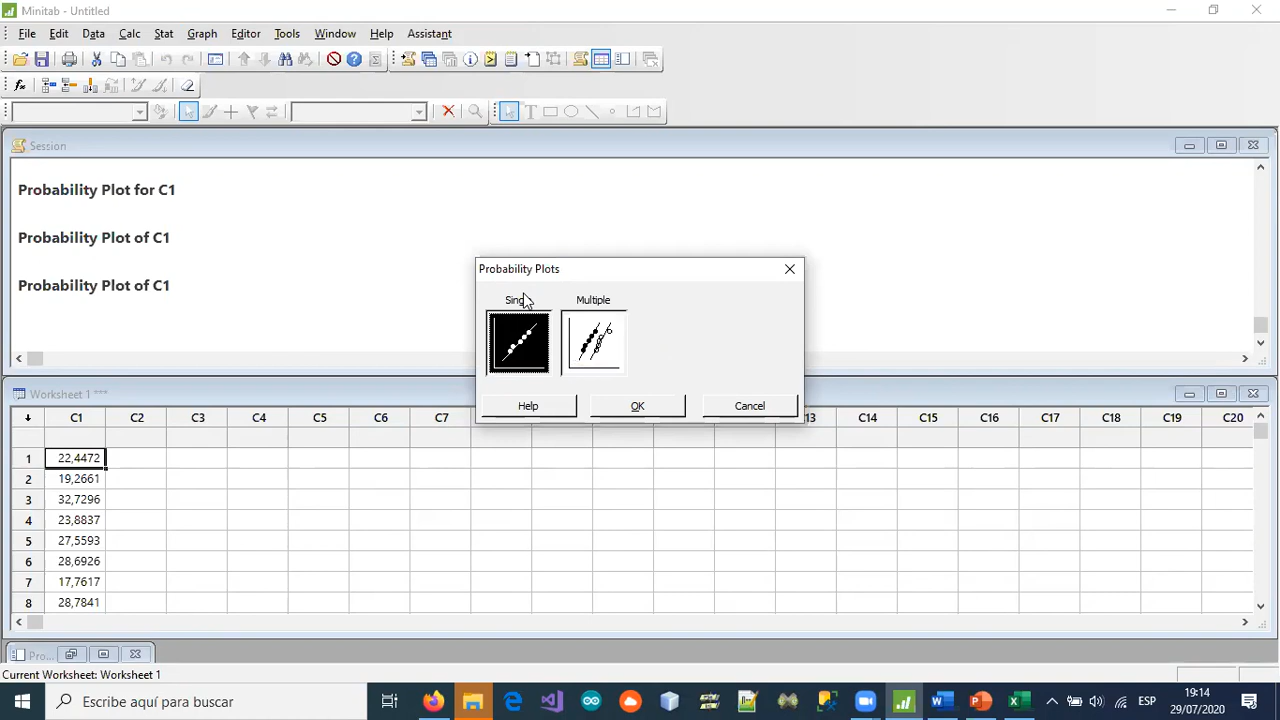 Minitab - Untitled
File Edit Data Calc Stat Graph Editor Tools Window Help Assistant
Session
Probability Plot for C1
Probability Plot of C1
Probability Plot of C1
Probability Plots
Multiple
Help OK Cancel
Worksheet 1 ***
C1 C2 C3 C4 C5 C6 C7 C14 C15 C16 C17 C18 C19 C20
1 22,4472
2 19,2661
3 32,7296
4 23,8837
5 27,5593
6 28,6926
7 17,7617
8 28,7841
Pro...
Current Worksheet: Worksheet 1
Escribe aquí para buscar
ESP
19:14
29/07/2020